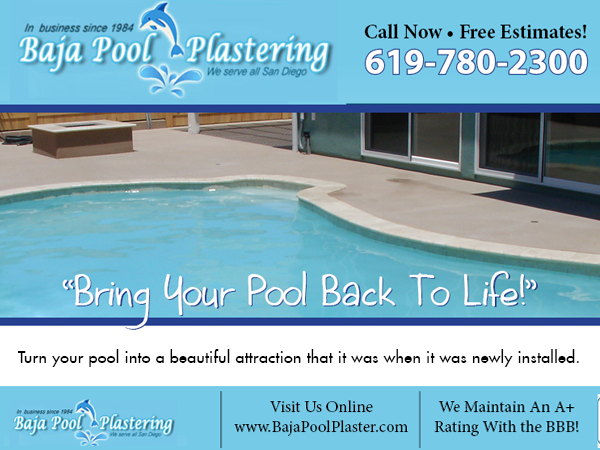 In business since 1984
Baja Pool Plastering
We serve all San Diego
Call Now • Free Estimates!
619-780-2300
“Bring Your Pool Back To Life!”
Turn your pool into a beautiful attraction that it was when it was newly installed.
In business since 1984
Baja Pool Plastering
We serve all San Diego
Visit Us Online
www.BajaPoolPlaster.com
We Maintain An A+
Rating With the BBB!